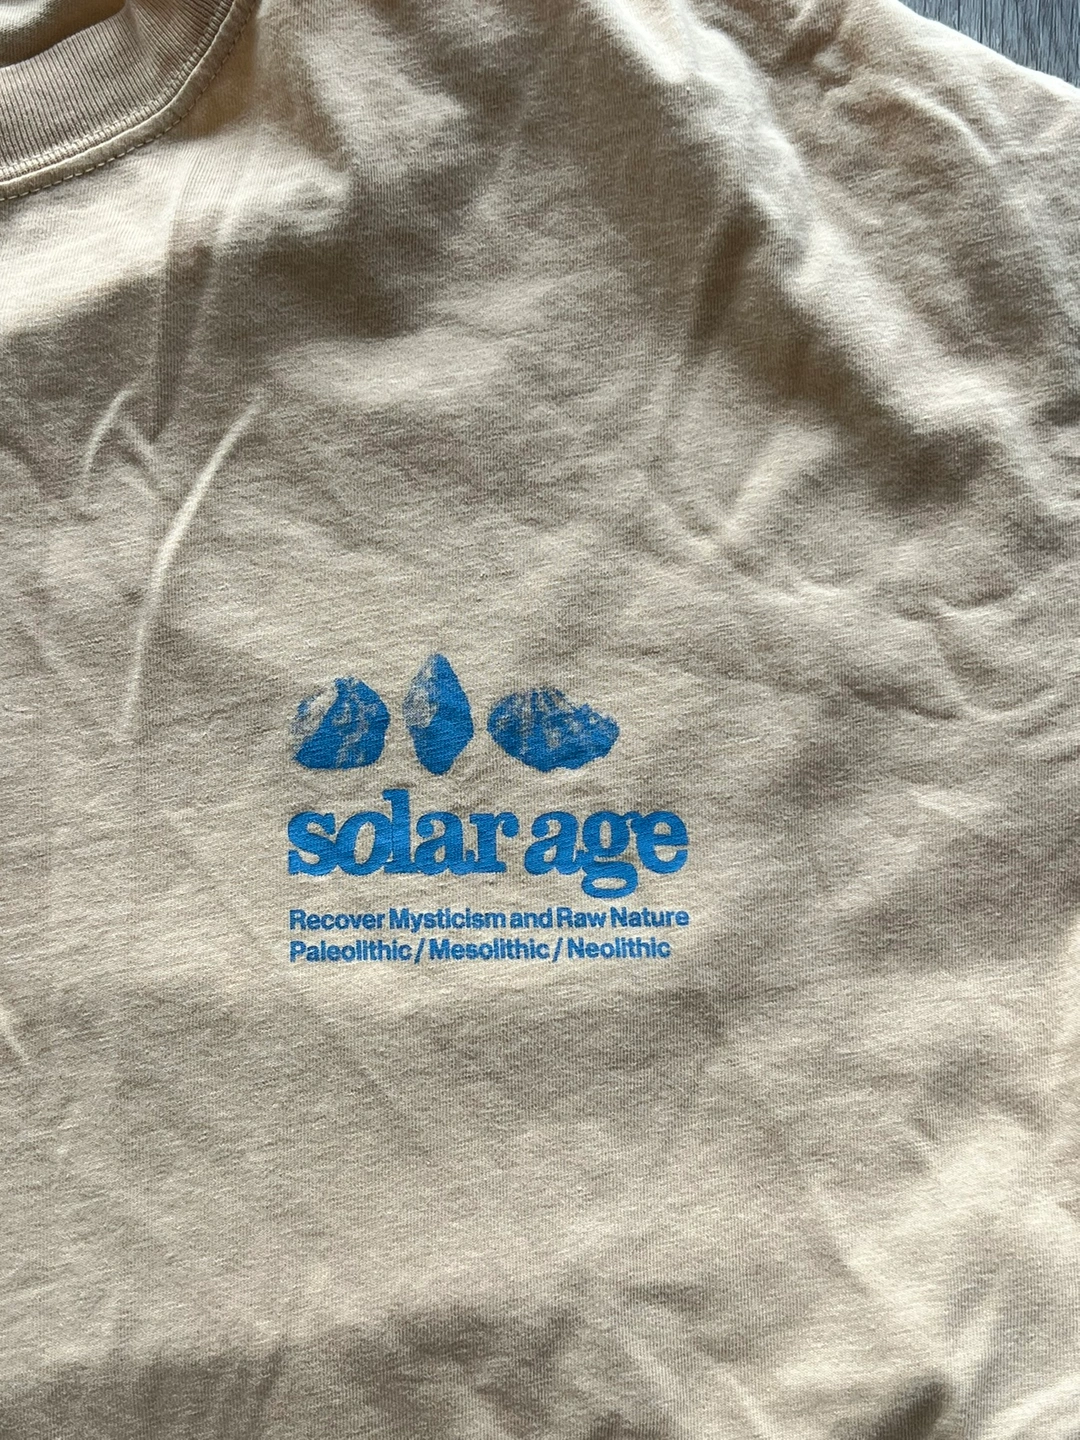 solar age
Recover Mysticism and Raw Nature
Paleolithic / Mesolithic / Neolithic